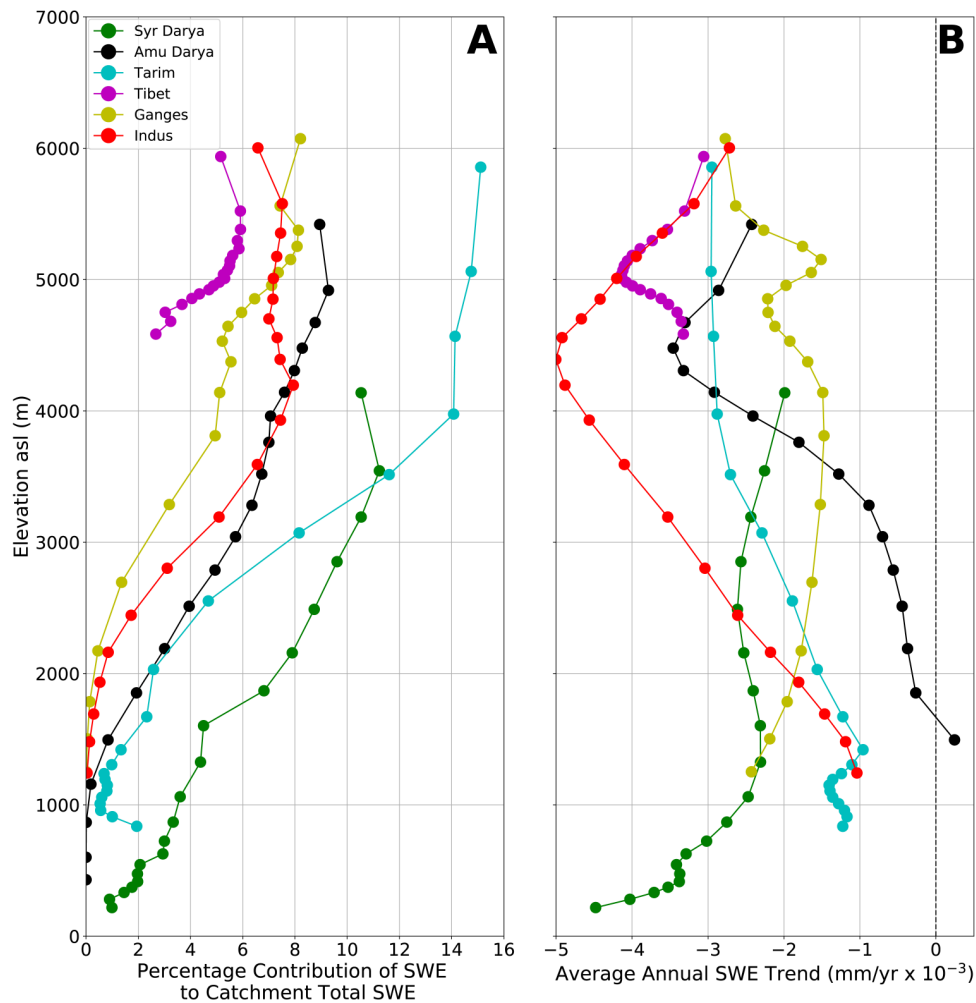 A
B
Syr Darya
Amu Darya
Tarim
Tibet
Ganges
Indus
7000
6000
5000
4000
3000
2000
1000
0
Elevation asl (m)
0 2 4 6 8 10 12 14 16
−5 −4 −3 −2 −1 0
Percentage Contribution of SWE
to Catchment Total SWE
Average Annual SWE Trend (mm/yr x 10⁻³)